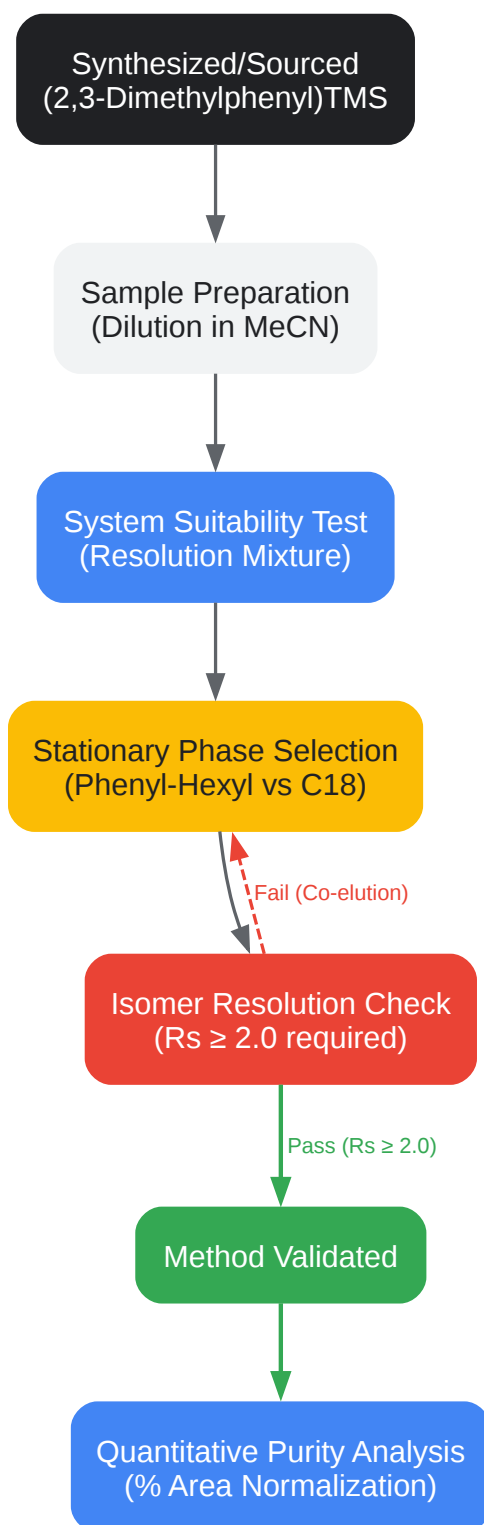 Synthesized/Sourced
(2,3-Dimethylphenyl)TMS
Sample Preparation
(Dilution in MeCN)
System Suitability Test
(Resolution Mixture)
Stationary Phase Selection
(Phenyl-Hexyl vs C18)
Fail (Co-elution)
Isomer Resolution Check
(Rs ≥ 2.0 required)
Pass (Rs ≥ 2.0)
Method Validated
Quantitative Purity Analysis
(% Area Normalization)